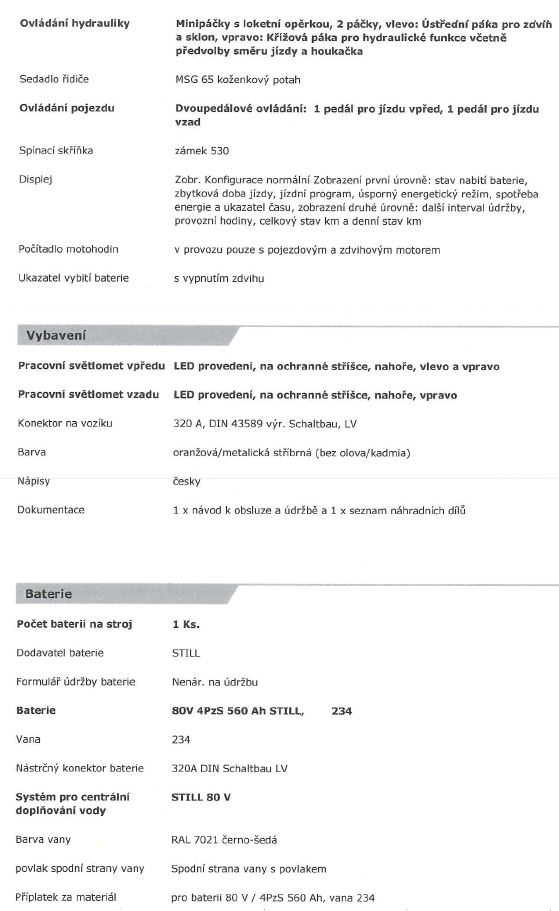 Ovládání hydrauliky Minipáčky s loketní opěrkou, 2 páčky, vlevo: Ústřední páka pro zdvih
a sklon, vpravo: Křížová páka pro hydraulické funkce včetně
předvolby směru jízdy a houkačka
Sedadlo řidiče MSG 65 koženkový potah
Ovládání pojezdu Dvoupedálové ovládání: 1 pedál pro jízdu vpřed, 1 pedál pro jízdu
vzad
Spínací skříňka zámek 530
Displej Zobr. Konfigurace normální Zobrazení první úrovně: stav nabití baterie,
zbytková doba jízdy, jízdní program, úsporný energetický režim, spotřeba
energie a ukazatel času, zobrazení druhé úrovně: další interval údržby,
provozní hodiny, celkový stav km a denní stav km
Počítadlo motohodin v provozu pouze s pojezdovým a zdvihovým motorem
Ukazatel vybití baterie s vypnutím zdvihu
Vybavení
Pracovní světlomet vpředu LED provedení, na ochranné stříšce, nahoře, vlevo a vpravo
Pracovní světlomet vzadu LED provedení, na ochranné stříšce, nahoře, vpravo
Konektor na vozíku 320 A, DIN 43589 výr. Schaltbau, LV
Barva oranžová/metalická stříbrná (bez olova/kadmia)
Nápisy česky
Dokumentace 1 x návod k obsluze a údržbě a 1 x seznam náhradních dílů
Baterie
Počet baterií na stroj 1 Ks.
Dodavatel baterie STILL
Formulář údržby baterie Nenár. na údržbu
Baterie 80V 4PzS 560 Ah STILL, 234
Vana 234
Nástrčný konektor baterie 320A DIN Schaltbau LV
Systém pro centrální STILL 80 V
doplňování vody
Barva vany RAL 7021 černo-šedá
povlak spodní strany vany Spodní strana vany s povlakem
Příplatek za materiál pro baterii 80 V / 4PzS 560 Ah, vana 234